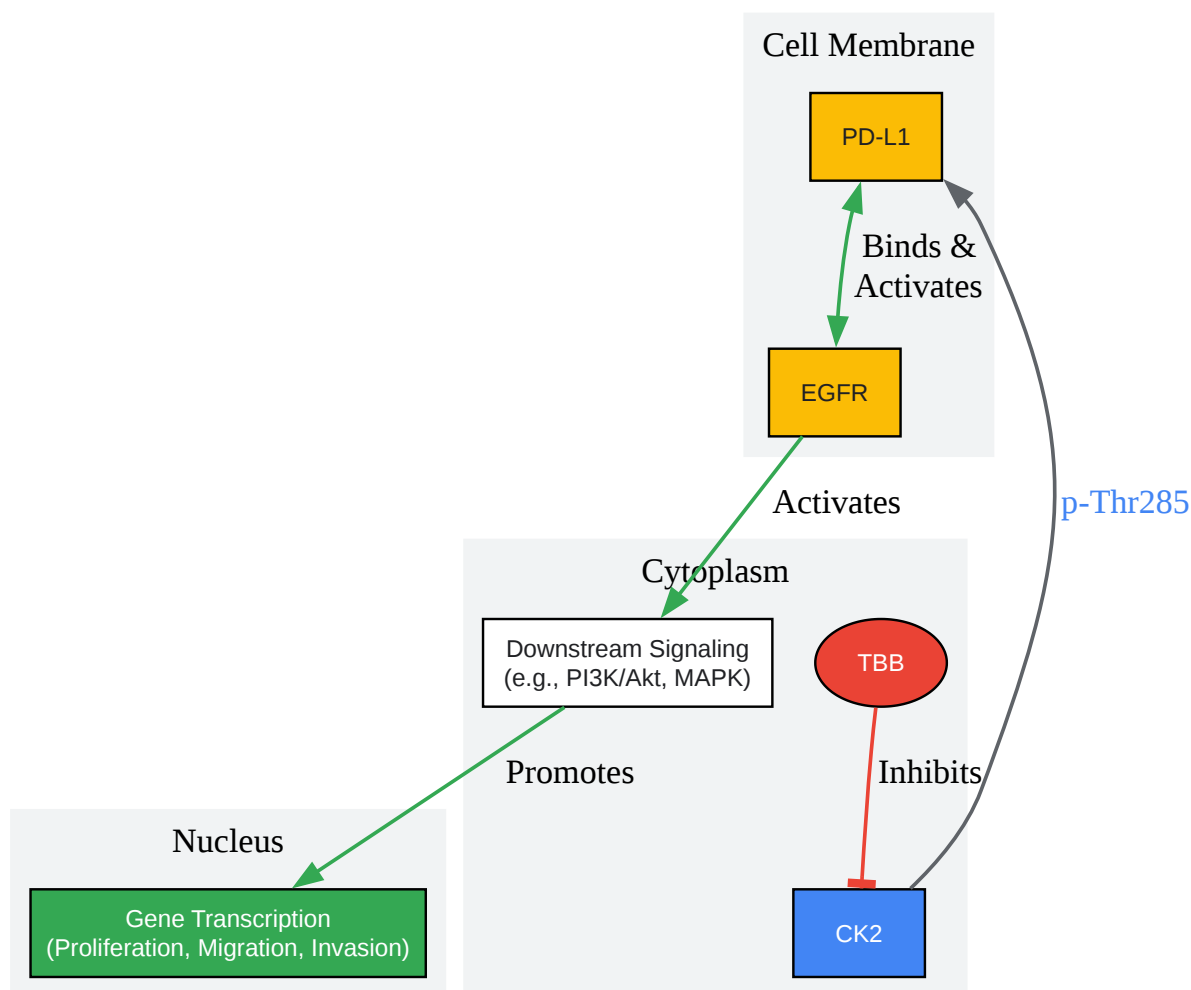 Cell Membrane
PD-L1
Binds &
Activates
EGFR
Activates
p-Thr285
Cytoplasm
Downstream Signaling
(e.g., PI3K/Akt, MAPK)
TBB
Promotes
Inhibits
Nucleus
Gene Transcription
(Proliferation, Migration, Invasion)
CK2